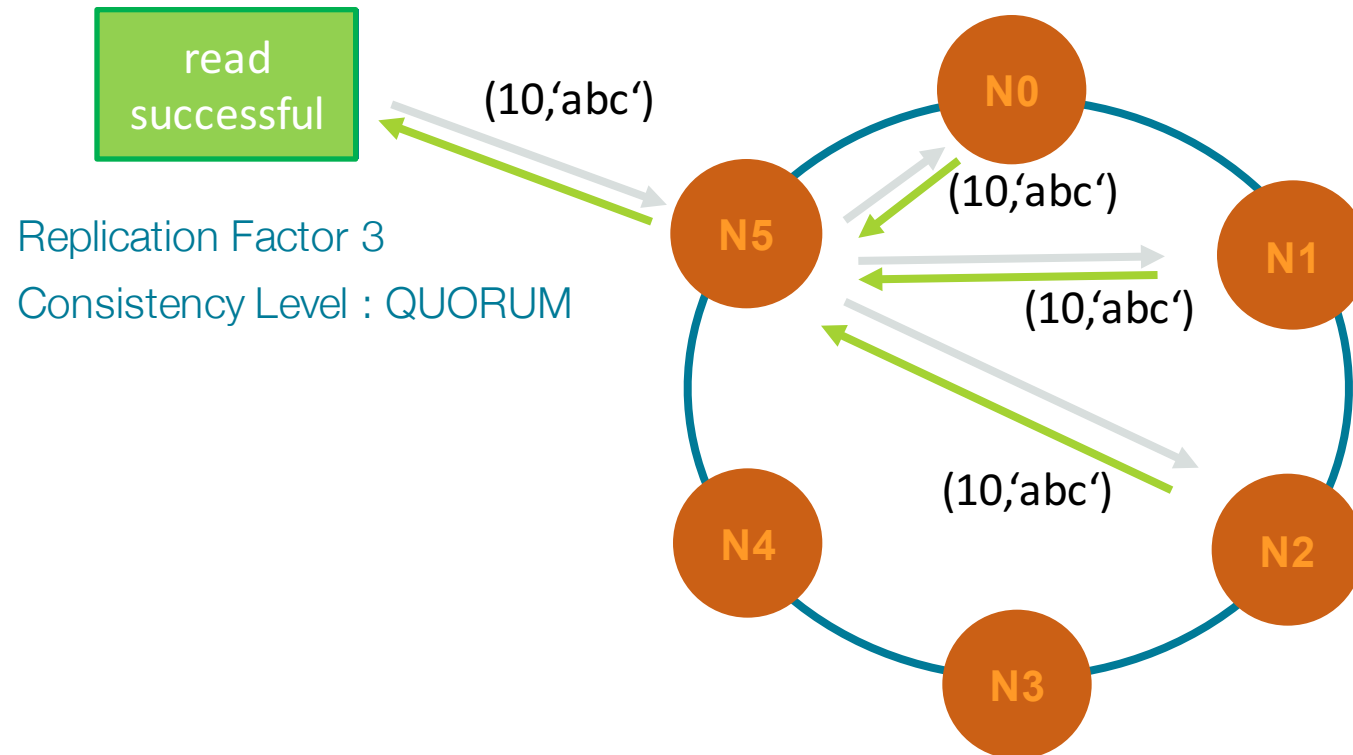 read
successful
(10,‘abc‘)
N0
(10,‘abc‘)
N5
N1
Replication Factor 3
Consistency Level : QUORUM
(10,‘abc‘)
(10,‘abc‘)
N4
N2
N3